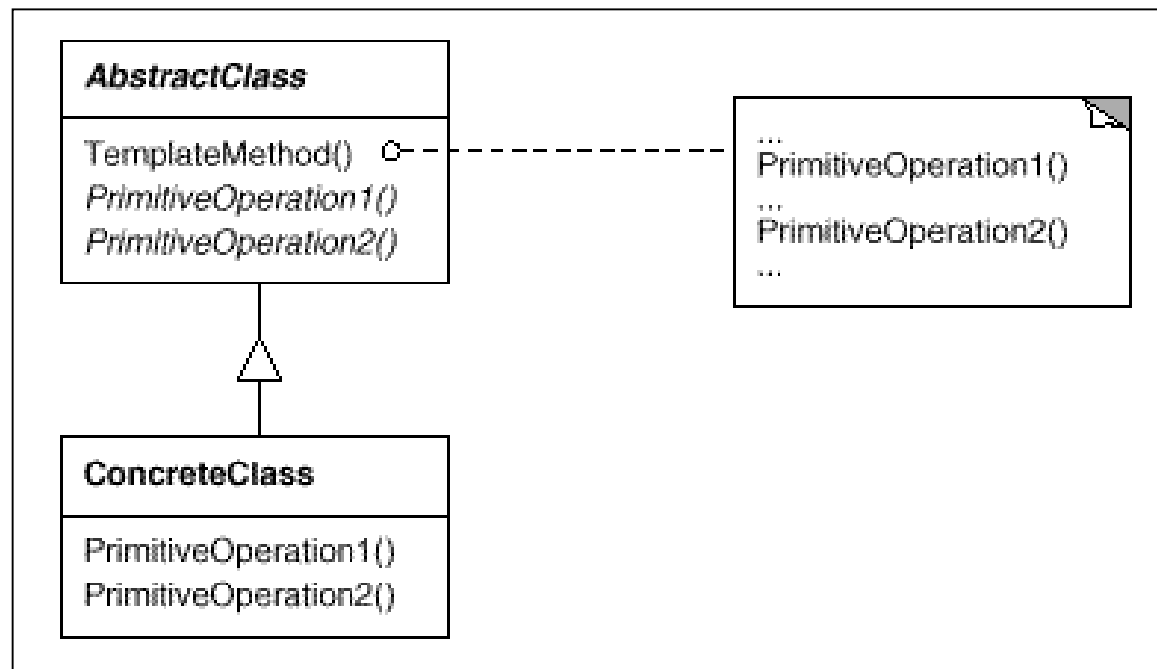 AbstractClass
TemplateMethod()
PrimitiveOperation1()
PrimitiveOperation2()
...
PrimitiveOperation1()
...
PrimitiveOperation2()
...
ConcreteClass
PrimitiveOperation1()
PrimitiveOperation2()